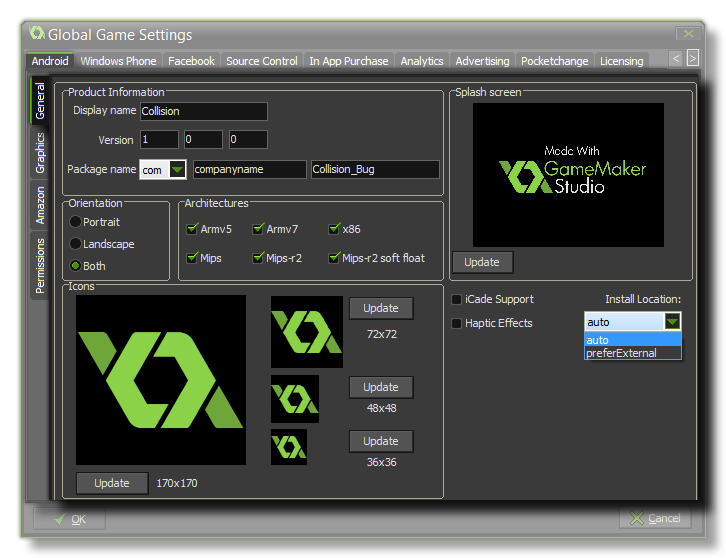 Global Game Settings
Android Windows Phone Facebook Source Control In App Purchase Analytics Advertising Pocketchange Licensing < >
General
Graphics
Amazon
Permissions
Product Information
Display name Collision
Version 1 0 0
Package name com companyname Collision_Bug
Orientation
Portrait
Landscape
Both
Architectures
Armv5 Armv7 x86
Mips Mips-r2 Mips-r2 soft float
Icons
Update
72x72
Update
48x48
Update
36x36
Update 170x170
Splash screen
Made With
GameMaker
Studio
Update
iCade Support Install Location:
Haptic Effects auto
auto
preferExternal
OK Cancel